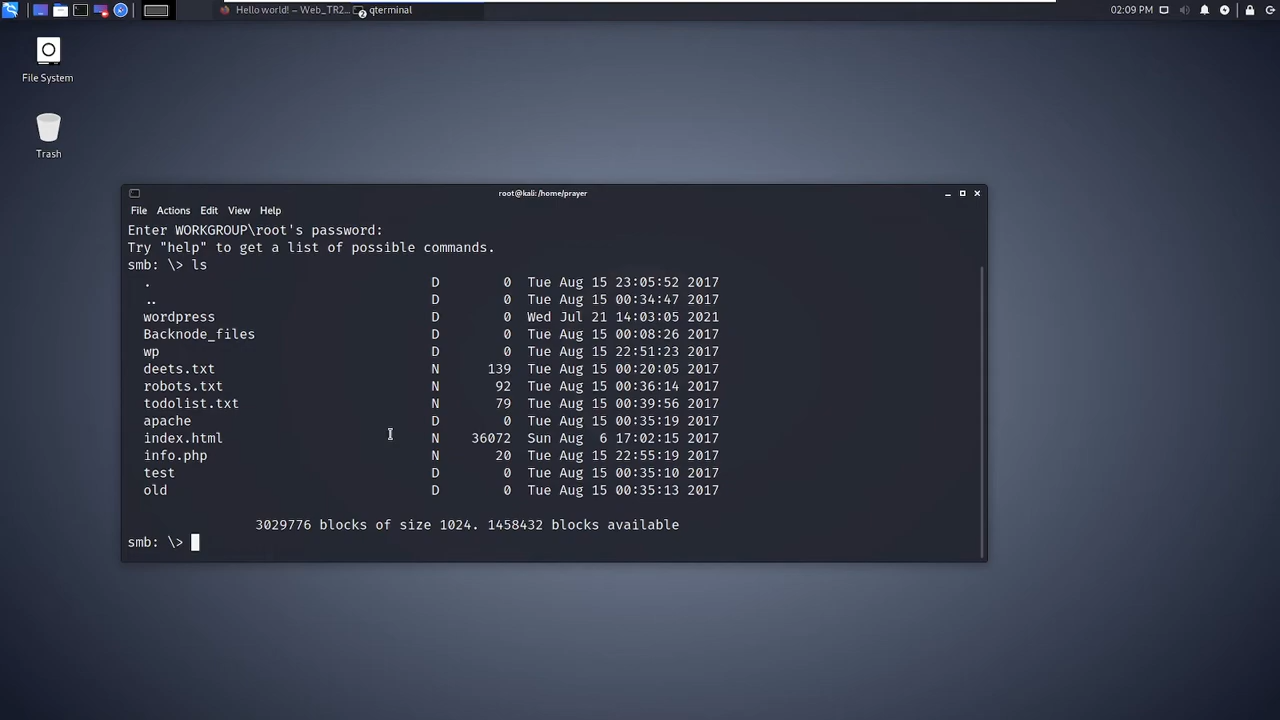 Hello world! – Web_TR2...
qterminal
2
02:09 PM
File System
Trash
root@kali: /home/prayer
File Actions Edit View Help
Enter WORKGROUP\root's password:
Try "help" to get a list of possible commands.
smb: \> ls
. D 0 Tue Aug 15 23:05:52 2017
.. D 0 Tue Aug 15 00:34:47 2017
wordpress D 0 Wed Jul 21 14:03:05 2021
Backnode_files D 0 Tue Aug 15 00:08:26 2017
wp D 0 Tue Aug 15 22:51:23 2017
deets.txt N 139 Tue Aug 15 00:20:05 2017
robots.txt N 92 Tue Aug 15 00:36:14 2017
todolist.txt N 79 Tue Aug 15 00:39:56 2017
apache D 0 Tue Aug 15 00:35:19 2017
index.html N 36072 Sun Aug 6 17:02:15 2017
info.php N 20 Tue Aug 15 22:55:19 2017
test D 0 Tue Aug 15 00:35:10 2017
old D 0 Tue Aug 15 00:35:13 2017
3029776 blocks of size 1024. 1458432 blocks available
smb: \>